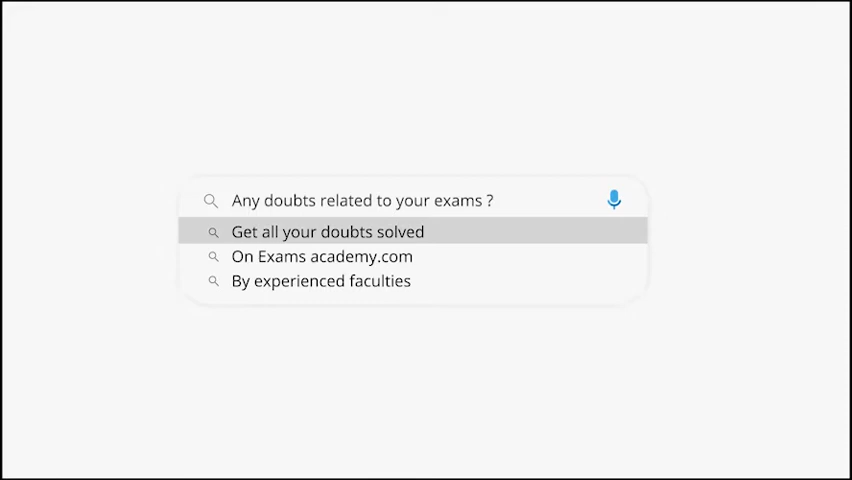 Any doubts related to your exams ?
Get all your doubts solved
On Exams academy.com
By experienced faculties